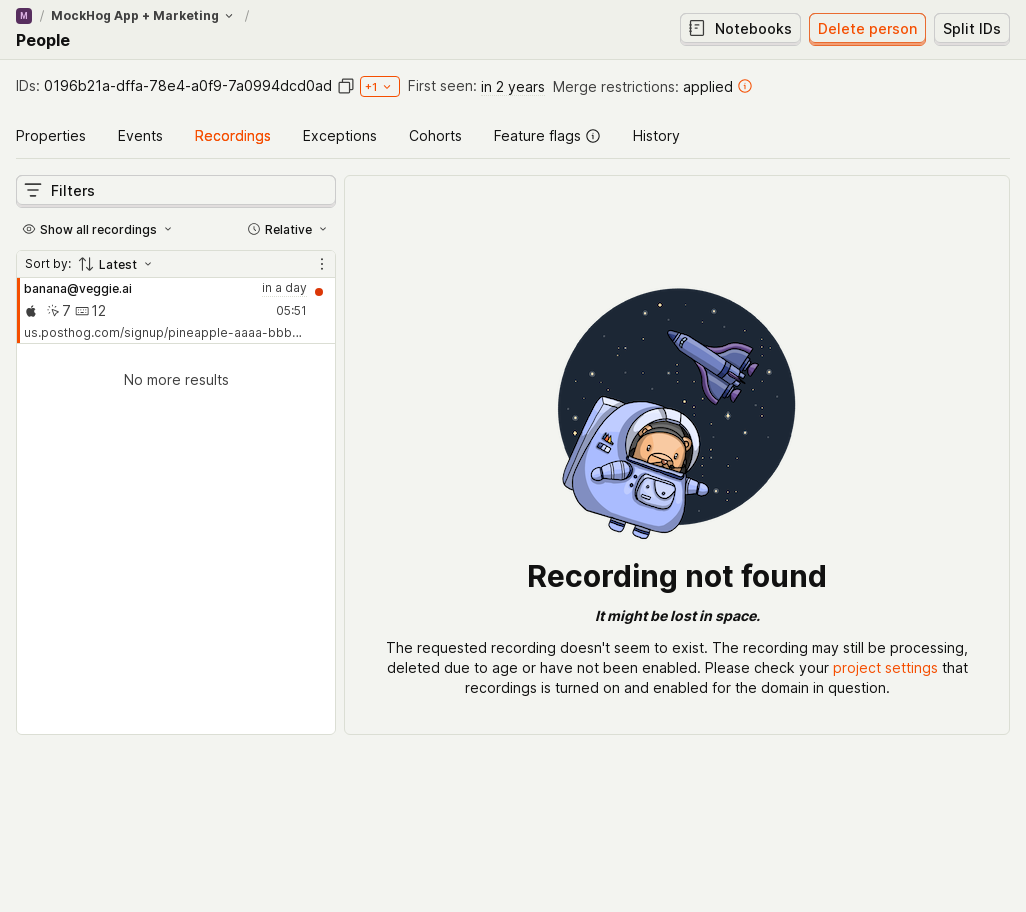 M / MockHog App + Marketing /
People
Notebooks
Delete person
Split IDs
IDs: 0196b21a-dffa-78e4-a0f9-7a0994dcd0ad +1 First seen: in 2 years Merge restrictions: applied
Properties Events Recordings Exceptions Cohorts Feature flags History
Filters
Show all recordings Relative
Sort by: Latest
banana@veggie.ai in a day
7 12 05:51
us.posthog.com/signup/pineapple-aaaa-bbb...
No more results
Recording not found
It might be lost in space.
The requested recording doesn't seem to exist. The recording may still be processing,
deleted due to age or have not been enabled. Please check your project settings that
recordings is turned on and enabled for the domain in question.